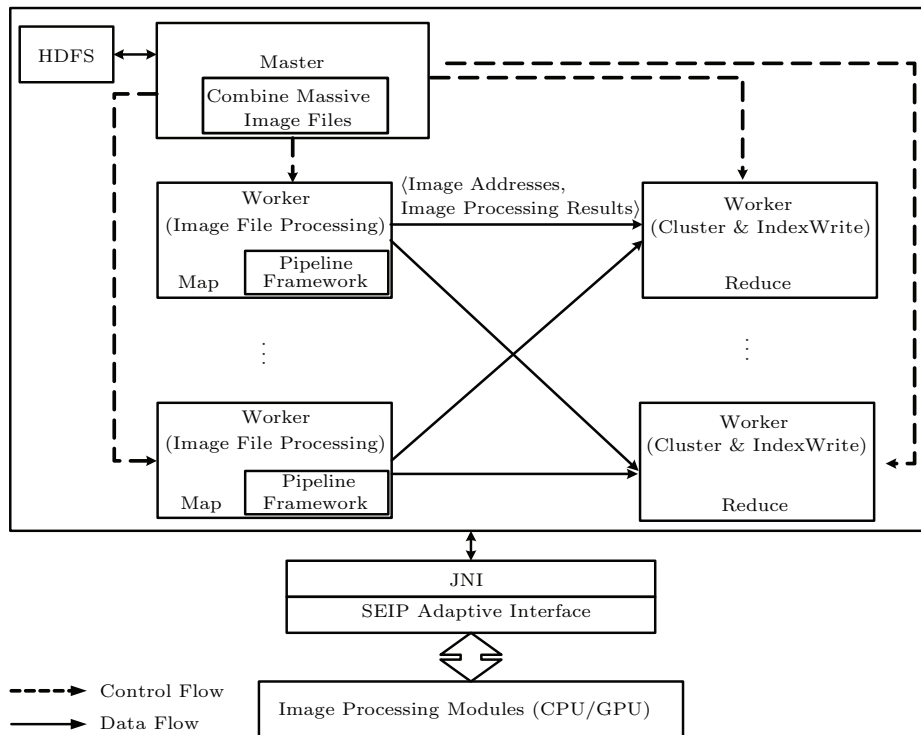 HDFS
Master
Combine Massive
Image Files
Worker
(Image File Processing)
Pipeline
Framework
Map
⟨Image Addresses,
Image Processing Results⟩
Worker
(Cluster & IndexWrite)
Reduce
⋮
⋮
Worker
(Image File Processing)
Pipeline
Framework
Map
Worker
(Cluster & IndexWrite)
Reduce
JNI
SEIP Adaptive Interface
Control Flow
Data Flow
Image Processing Modules (CPU/GPU)